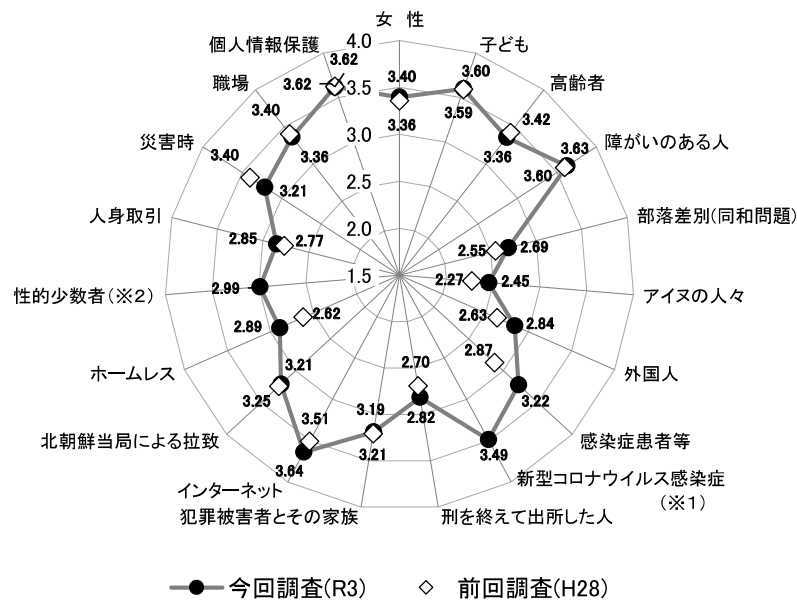 女 性
4.0
個人情報保護
子ども
3.62
3.62
3.5
3.40
3.60
職場
高齢者
3.40
3.36
3.59
3.42
災害時
3.36
3.0
3.36
障がいのある人
3.63
3.40
3.60
3.21
2.5
人身取引
部落差別(同和問題)
2.85
2.77
2.0
2.55
2.69
性的少数者(※2)
2.99
1.5
2.27
2.45
アイヌの人々
2.89
2.62
2.63
2.84
ホームレス
外国人
3.21
2.70
2.87
3.25
3.22
3.51
3.19
2.82
北朝鮮当局による拉致
感染症患者等
3.64
3.21
3.49
インターネット
新型コロナウイルス感染症
(※1)
犯罪被害者とその家族
刑を終えて出所した人
今回調査(R3)
前回調査(H28)